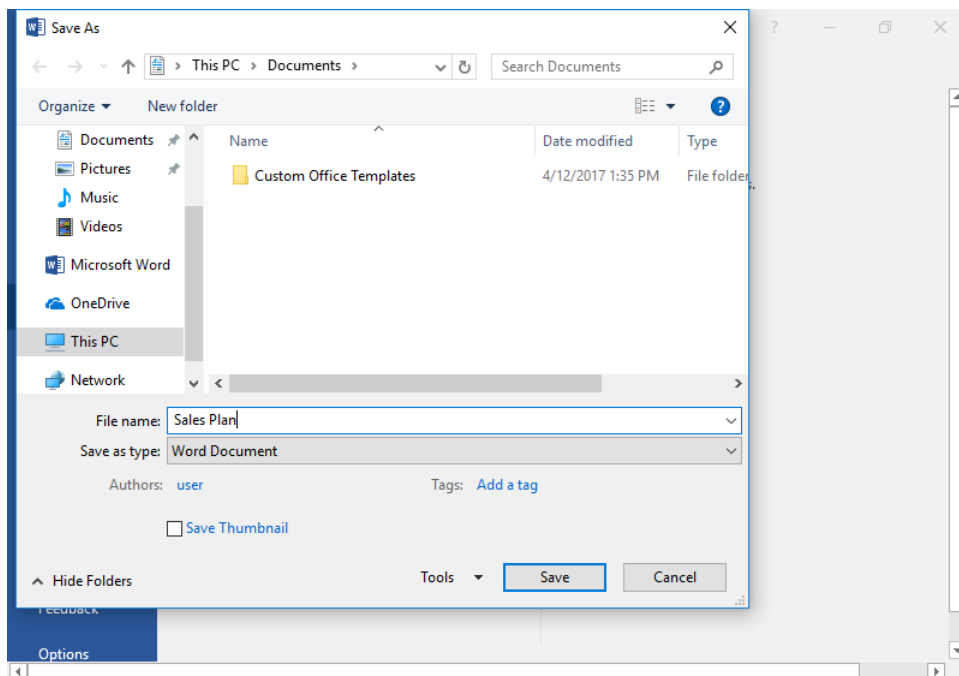 Save As
?
This PC > Documents >
Search Documents
Organize
New folder
?
Documents
Pictures
Music
Videos
Microsoft Word
OneDrive
This PC
Network
Name
Date modified
Type
Custom Office Templates
4/12/2017 1:35 PM
File folder
s.
File name: Sales Plan
Save as type: Word Document
Authors: user
Tags: Add a tag
Save Thumbnail
Hide Folders
Tools
Save
Cancel
Feedback
Options